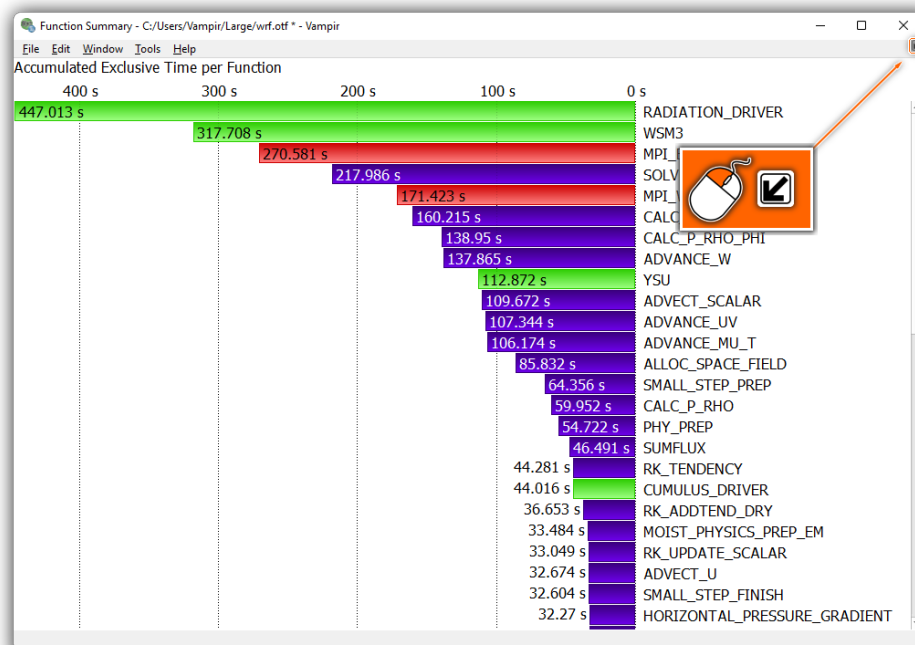 Function Summary - C:/Users/Vampir/Large/wrf.otf * - Vampir
File Edit Window Tools Help
Accumulated Exclusive Time per Function
400 s 300 s 200 s 100 s 0 s
447.013 s RADIATION_DRIVER
317.708 s WSM3
270.581 s
217.986 s
171.423 s
160.215 s
138.95 s CALC_P_RHO_PHI
137.865 s ADVANCE_W
112.872 s YSU
109.672 s ADVECT_SCALAR
107.344 s ADVANCE_UV
106.174 s ADVANCE_MU_T
85.832 s ALLOC_SPACE_FIELD
64.356 s SMALL_STEP_PREP
59.952 s CALC_P_RHO
54.722 s PHY_PREP
46.491 s SUMFLUX
44.281 s RK_TENDENCY
44.016 s CUMULUS_DRIVER
36.653 s RK_ADDTEND_DRY
33.484 s MOIST_PHYSICS_PREP_EM
33.049 s RK_UPDATE_SCALAR
32.674 s ADVECT_U
32.604 s SMALL_STEP_FINISH
32.27 s HORIZONTAL_PRESSURE_GRADIENT